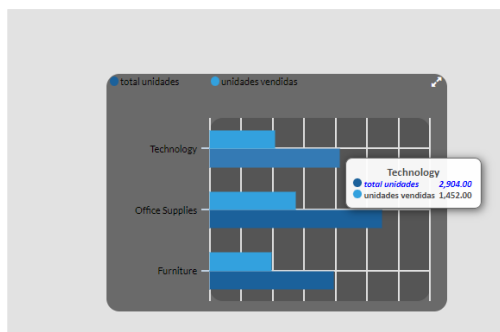 total unidades unidades vendidas
Technology
Technology
total unidades 2,904.00
unidades vendidas 1,452.00
Office Supplies
Furniture